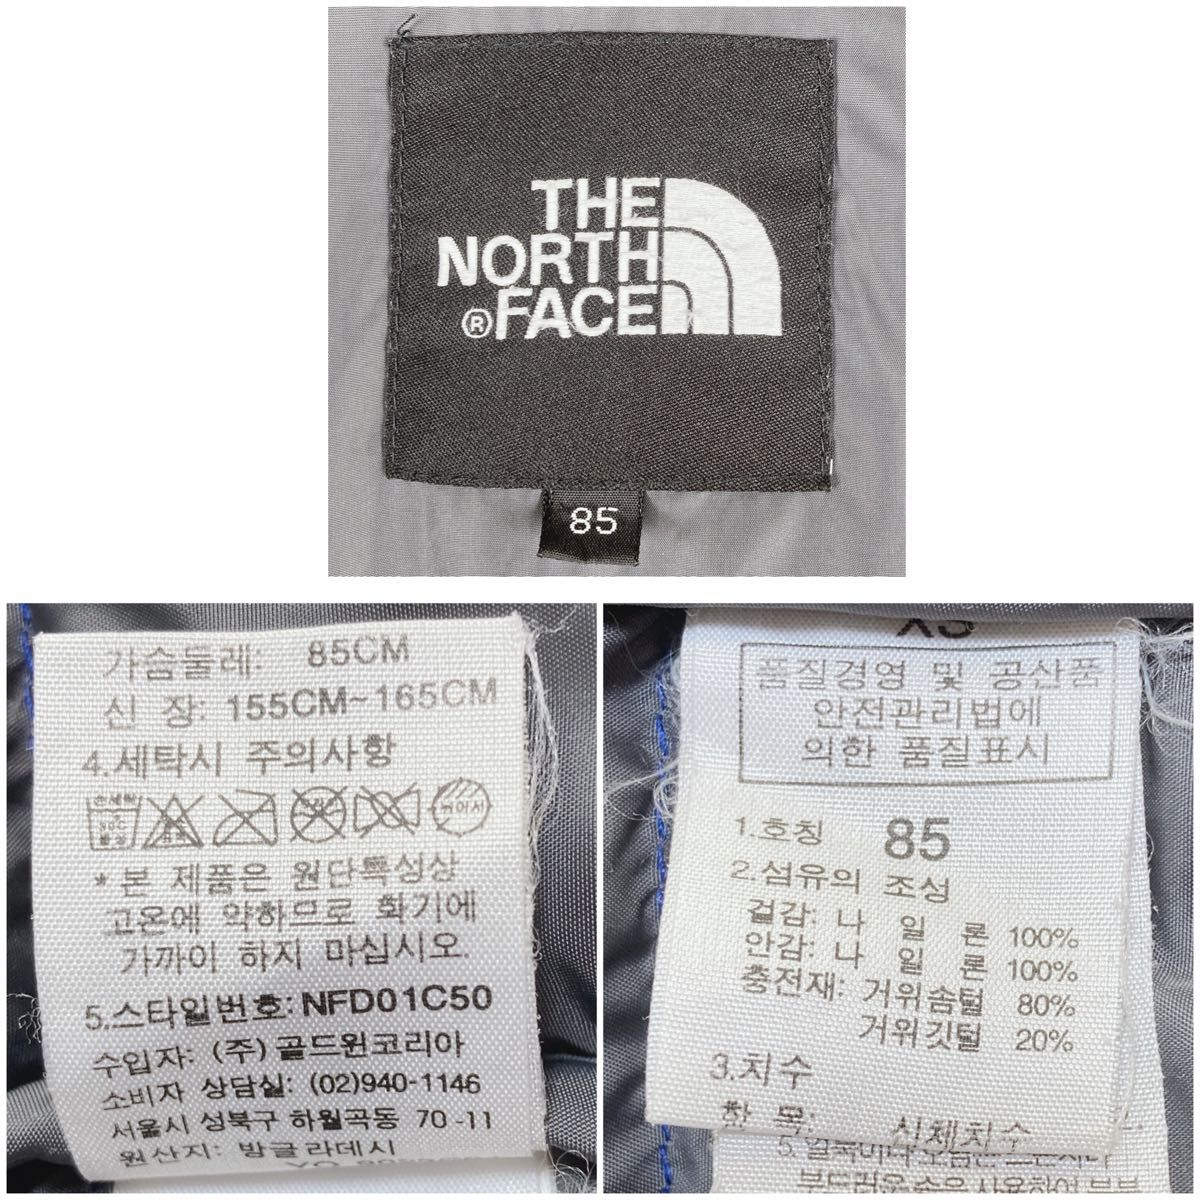 THE
NORTH
® FACE
85
가슴둘레: 85CM
신 장: 155CM~165CM
4.세탁시 주의사항
* 본 제품은 원단특성상
고온에 약하므로 화기에
가까이 하지 마십시오.
5.스타일번호: NFD01C50
수입자: (주) 골드윈코리아
소비자 상담실: (02)940-1146
서울시 성북구 하월곡동 70-11
원산지: 방글라데시
XS
품질경영 및 공산품
안전관리법에
의한 품질표시
1.호칭 85
2.섬유의 조성
겉감: 나 일 론 100%
안감: 나 일 론 100%
충전재: 거위솜털 80%
거위깃털 20%
3.치수
항 목: 신체치수